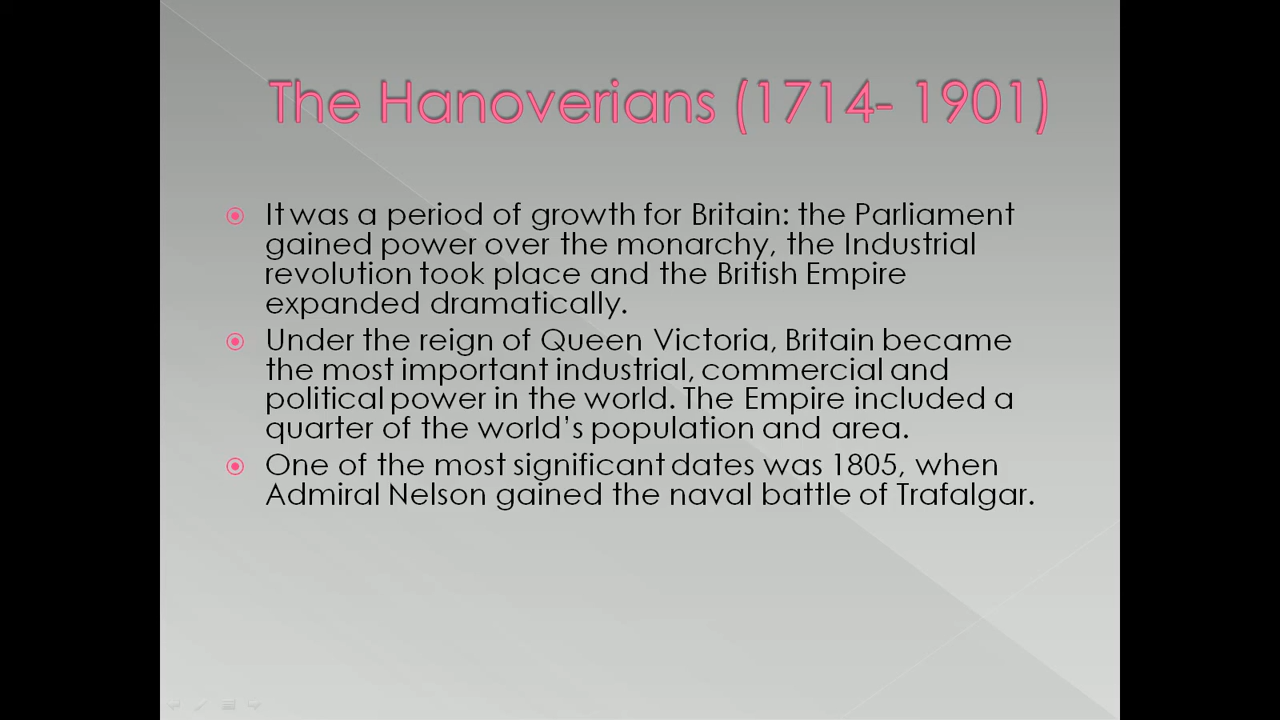 The Hanoverians (1714- 1901)
It was a period of growth for Britain: the Parliament
gained power over the monarchy, the Industrial
revolution took place and the British Empire
expanded dramatically.
Under the reign of Queen Victoria, Britain became
the most important industrial, commercial and
political power in the world. The Empire included a
quarter of the world’s population and area.
One of the most significant dates was 1805, when
Admiral Nelson gained the naval battle of Trafalgar.